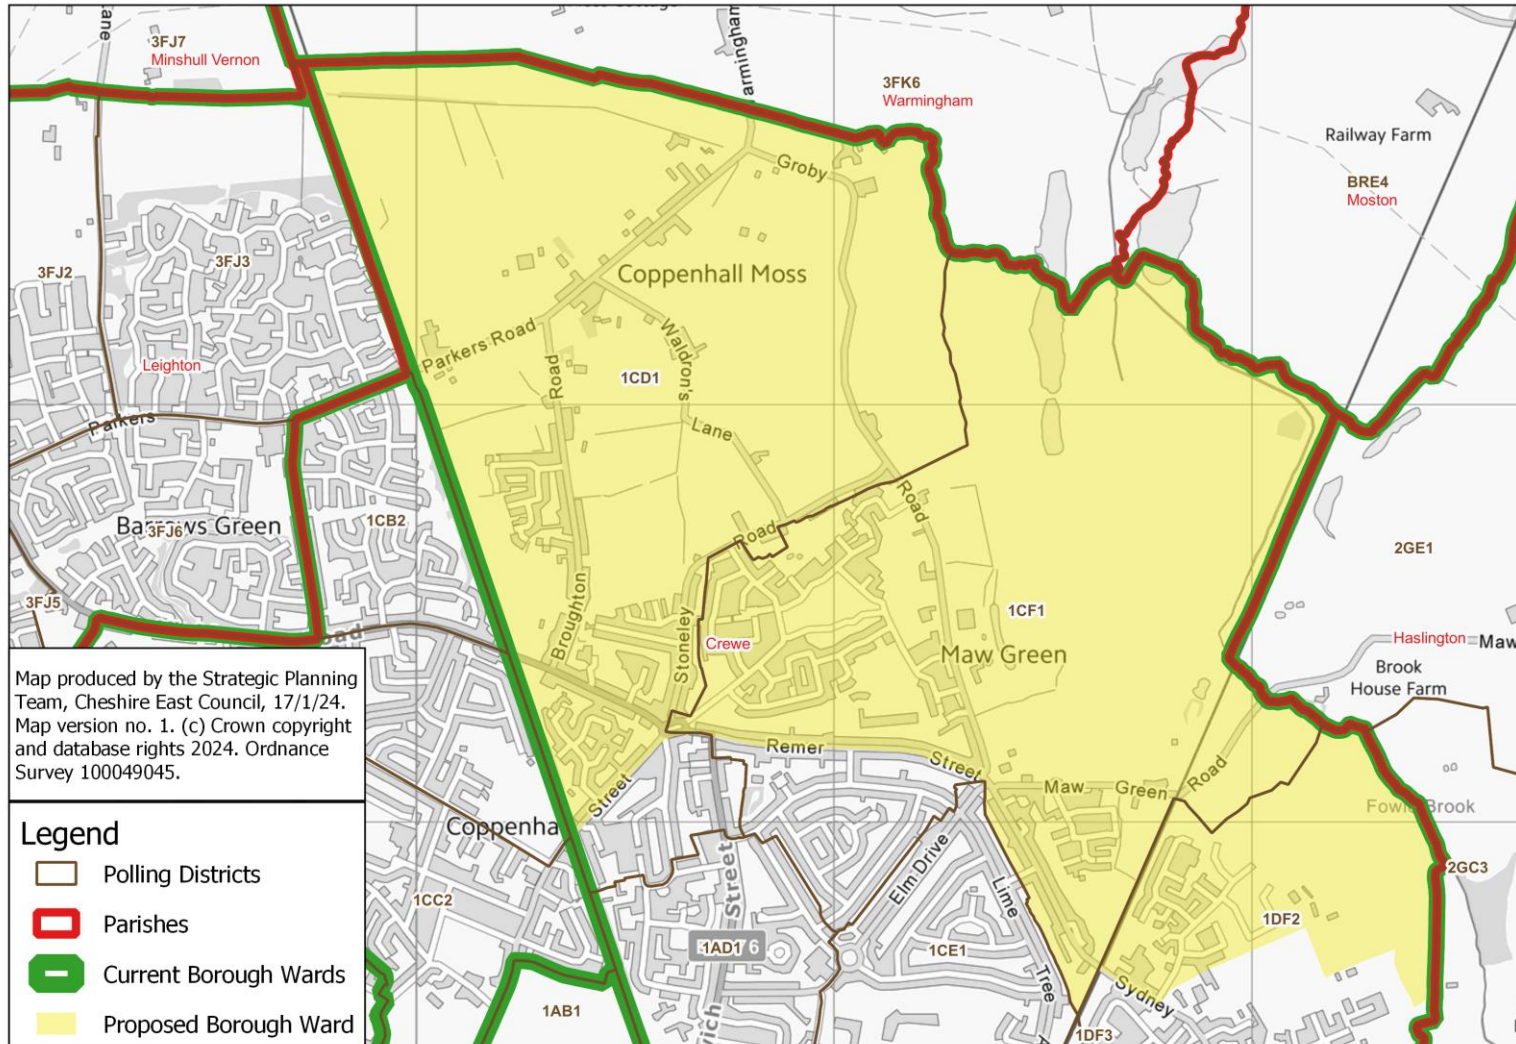 3FJ7
Minshull Vernon
3FK6
Warmingham
Railway Farm
BRE4
Moston
Groby
3FJ2
3FJ3
Coppenhall Moss
Leighton
Parkers Road
Waldron's
Lane
Road
1CD1
Parkers
Barrows Green
3FJ6
1CB2
3FJ5
Road
Road
Broughton
Stoneley
Crewe
1CF1
Maw Green
2GE1
Haslington
Maw
Brook
House Farm
Remer
Street
Maw Green Road
Street
Coppenha
Fowle Brook
2GC3
1CC2
Street
1AD1
6
Elm Drive
Lime
Tree
1CE1
1DF2
Sydney
1AB1
1DF3
Map produced by the Strategic Planning
Team, Cheshire East Council, 17/1/24.
Map version no. 1. (c) Crown copyright
and database rights 2024. Ordnance
Survey 100049045.
Legend
Polling Districts
Parishes
Current Borough Wards
Proposed Borough Ward